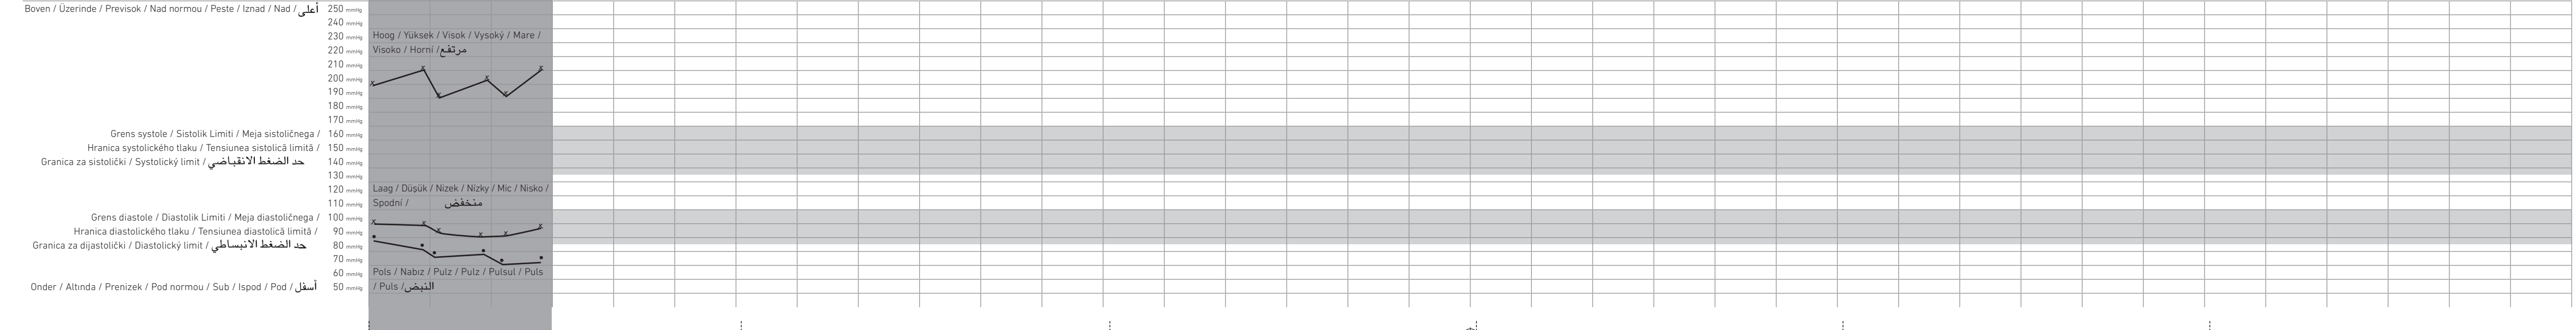 Boven / Üzerinde / Previsok / Nad normou / Peste / Iznad / Nad / أعلى
250 mmHg
240 mmHg
230 mmHg
220 mmHg
210 mmHg
200 mmHg
190 mmHg
180 mmHg
170 mmHg
Grens systole / Sistolik Limiti / Meja sistoličnega / 160 mmHg
Hranica systolického tlaku / Tensiunea sistolică limită / 150 mmHg
Granica za sistolički / Systolický limit / حد الضغط الانقباضي 140 mmHg
130 mmHg
120 mmHg
110 mmHg
Grens diastole / Diastolik Limiti / Meja diastoličnega / 100 mmHg
Hranica diastolického tlaku / Tensiunea diastolică limită / 90 mmHg
Granica za dijastolički / Diastolický limit / حد الضغط الانبساطي 80 mmHg
70 mmHg
60 mmHg
Onder / Altında / Prenizek / Pod normou / Sub / Ispod / Pod / أسفل 50 mmHg
Hoog / Yüksek / Visok / Vysoký / Mare /
Visoko / Horní / مرتفع
Laag / Düşük / Nizek / Nízky / Mic / Nisko /
Spodní / منخفض
Pols / Nabız / Pulz / Pulz / Pulsul / Puls
/ Puls / النبض